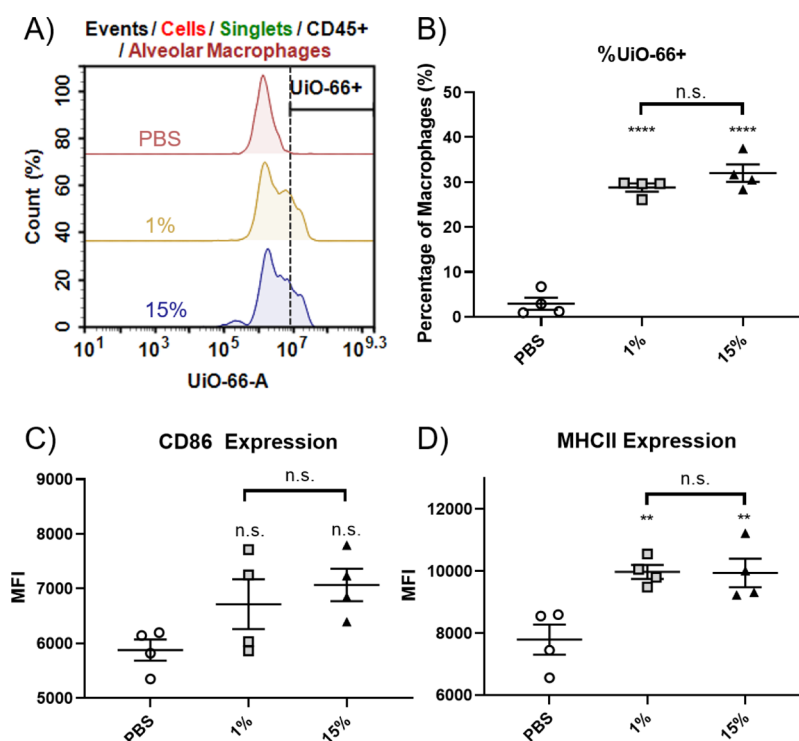 A)
Events / Cells / Singlets / CD45+
/ Alveolar Macrophages
UiO-66+
PBS
1%
15%
Count (%)
100
80
60
40
20
0
10^1
10^3
10^5
10^7
10^9.3
UiO-66-A
B)
%UiO-66+
n.s.
**** ****
Percentage of Macrophages (%)
50
40
30
20
10
0
PBS
1%
15%
C)
CD86 Expression
n.s.
n.s. n.s.
MFI
9000
8000
7000
6000
5000
PBS
1%
15%
D)
MHCII Expression
n.s.
** **
MFI
12000
10000
8000
6000
PBS
1%
15%